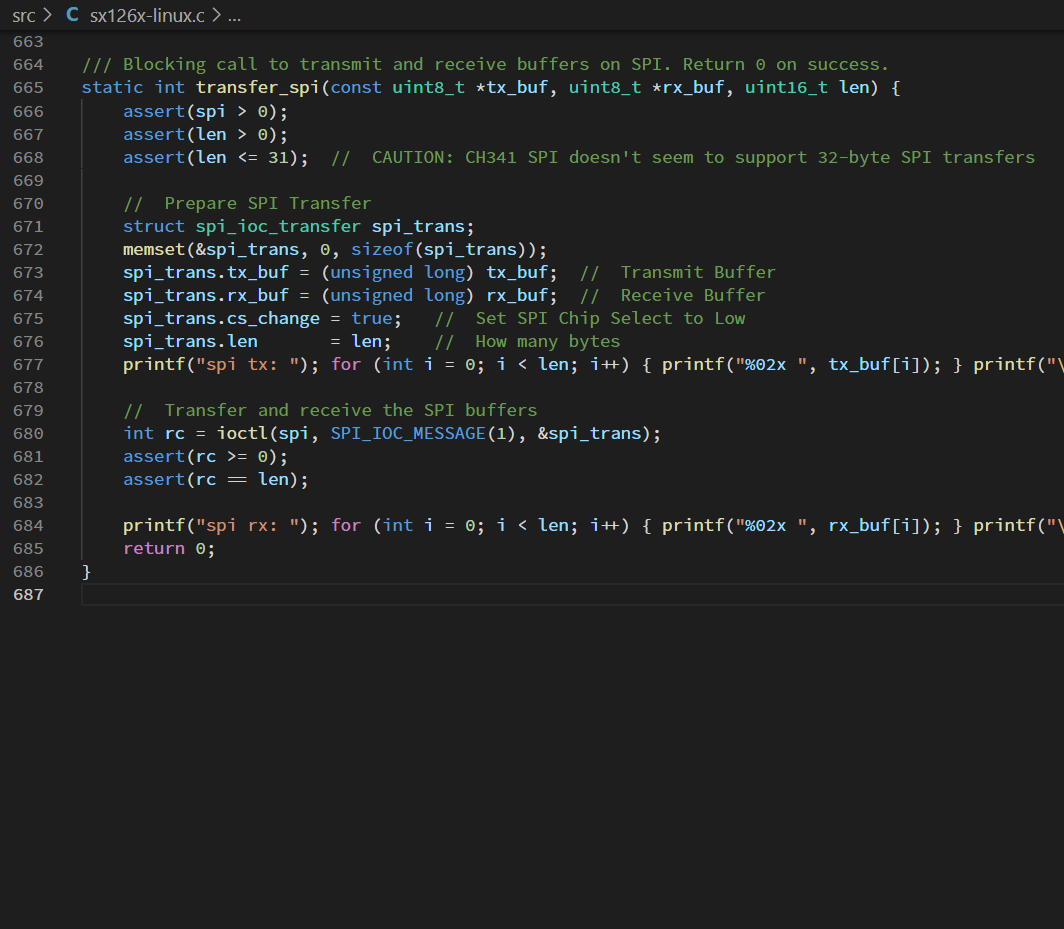 src > C sx126x-linux.c > ...
663
664 /// Blocking call to transmit and receive buffers on SPI. Return 0 on success.
665 static int transfer_spi(const uint8_t *tx_buf, uint8_t *rx_buf, uint16_t len) {
666     assert(spi > 0);
667     assert(len > 0);
668     assert(len <= 31);  //  CAUTION: CH341 SPI doesn't seem to support 32-byte SPI transfers
669
670     //  Prepare SPI Transfer
671     struct spi_ioc_transfer spi_trans;
672     memset(&spi_trans, 0, sizeof(spi_trans));
673     spi_trans.tx_buf = (unsigned long) tx_buf;  //  Transmit Buffer
674     spi_trans.rx_buf = (unsigned long) rx_buf;  //  Receive Buffer
675     spi_trans.cs_change = true;   //  Set SPI Chip Select to Low
676     spi_trans.len       = len;    //  How many bytes
677     printf("spi tx: "); for (int i = 0; i < len; i++) { printf("%02x ", tx_buf[i]); } printf("\
678
679     //  Transfer and receive the SPI buffers
680     int rc = ioctl(spi, SPI_IOC_MESSAGE(1), &spi_trans);
681     assert(rc >= 0);
682     assert(rc == len);
683
684     printf("spi rx: "); for (int i = 0; i < len; i++) { printf("%02x ", rx_buf[i]); } printf("\
685     return 0;
686 }
687